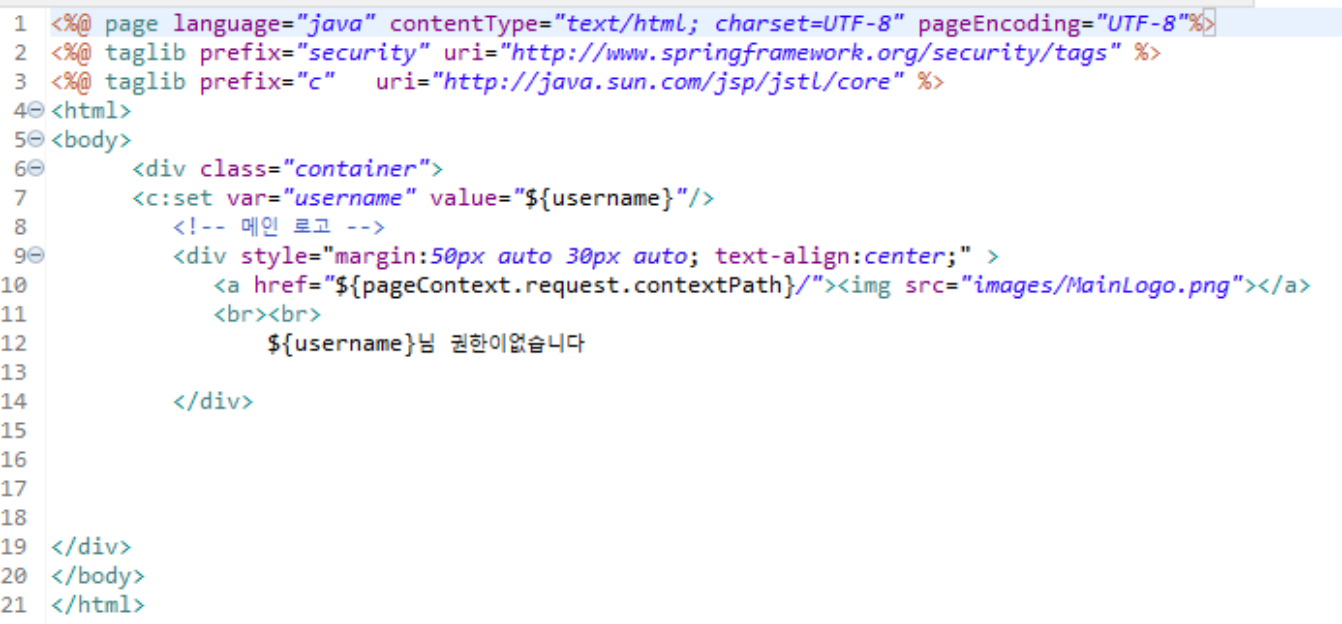 1 <%@ page language="java" contentType="text/html; charset=UTF-8" pageEncoding="UTF-8"%>
2 <%@ taglib prefix="security" uri="http://www.springframework.org/security/tags" %>
3 <%@ taglib prefix="c"   uri="http://java.sun.com/jsp/jstl/core" %>
4 <html>
5 <body>
6       <div class="container">
7       <c:set var="username" value="${username}"/>
8          <!-- 메인 로고 -->
9          <div style="margin:50px auto 30px auto; text-align:center;" >
10            <a href="${pageContext.request.contextPath}/"><img src="images/MainLogo.png"></a>
11            <br><br>
12                ${username}님 권한이없습니다
13
14         </div>
15
16
17
18
19 </div>
20 </body>
21 </html>